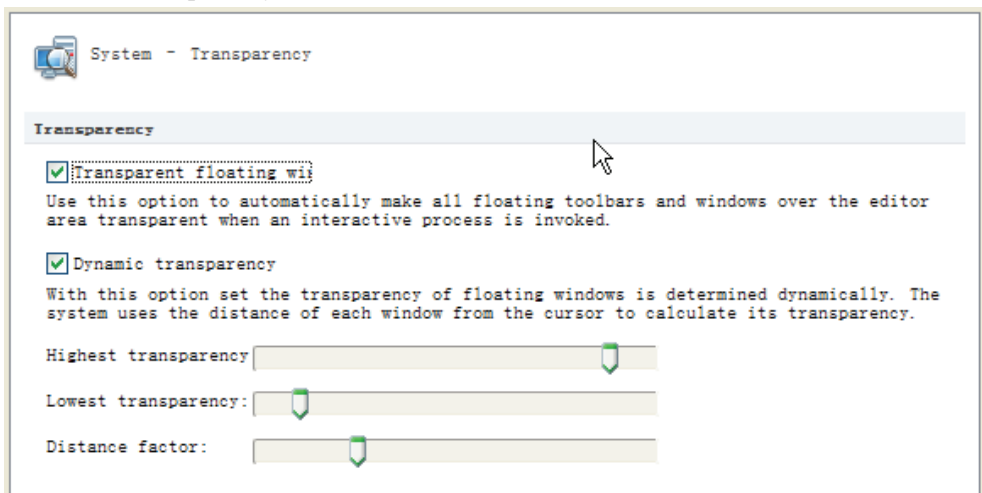 System - Transparency
Transparency
Transparent floating wi
Use this option to automatically make all floating toolbars and windows over the editor
area transparent when an interactive process is invoked.
Dynamic transparency
With this option set the transparency of floating windows is determined dynamically. The
system uses the distance of each window from the cursor to calculate its transparency.
Highest transparency
Lowest transparency:
Distance factor: